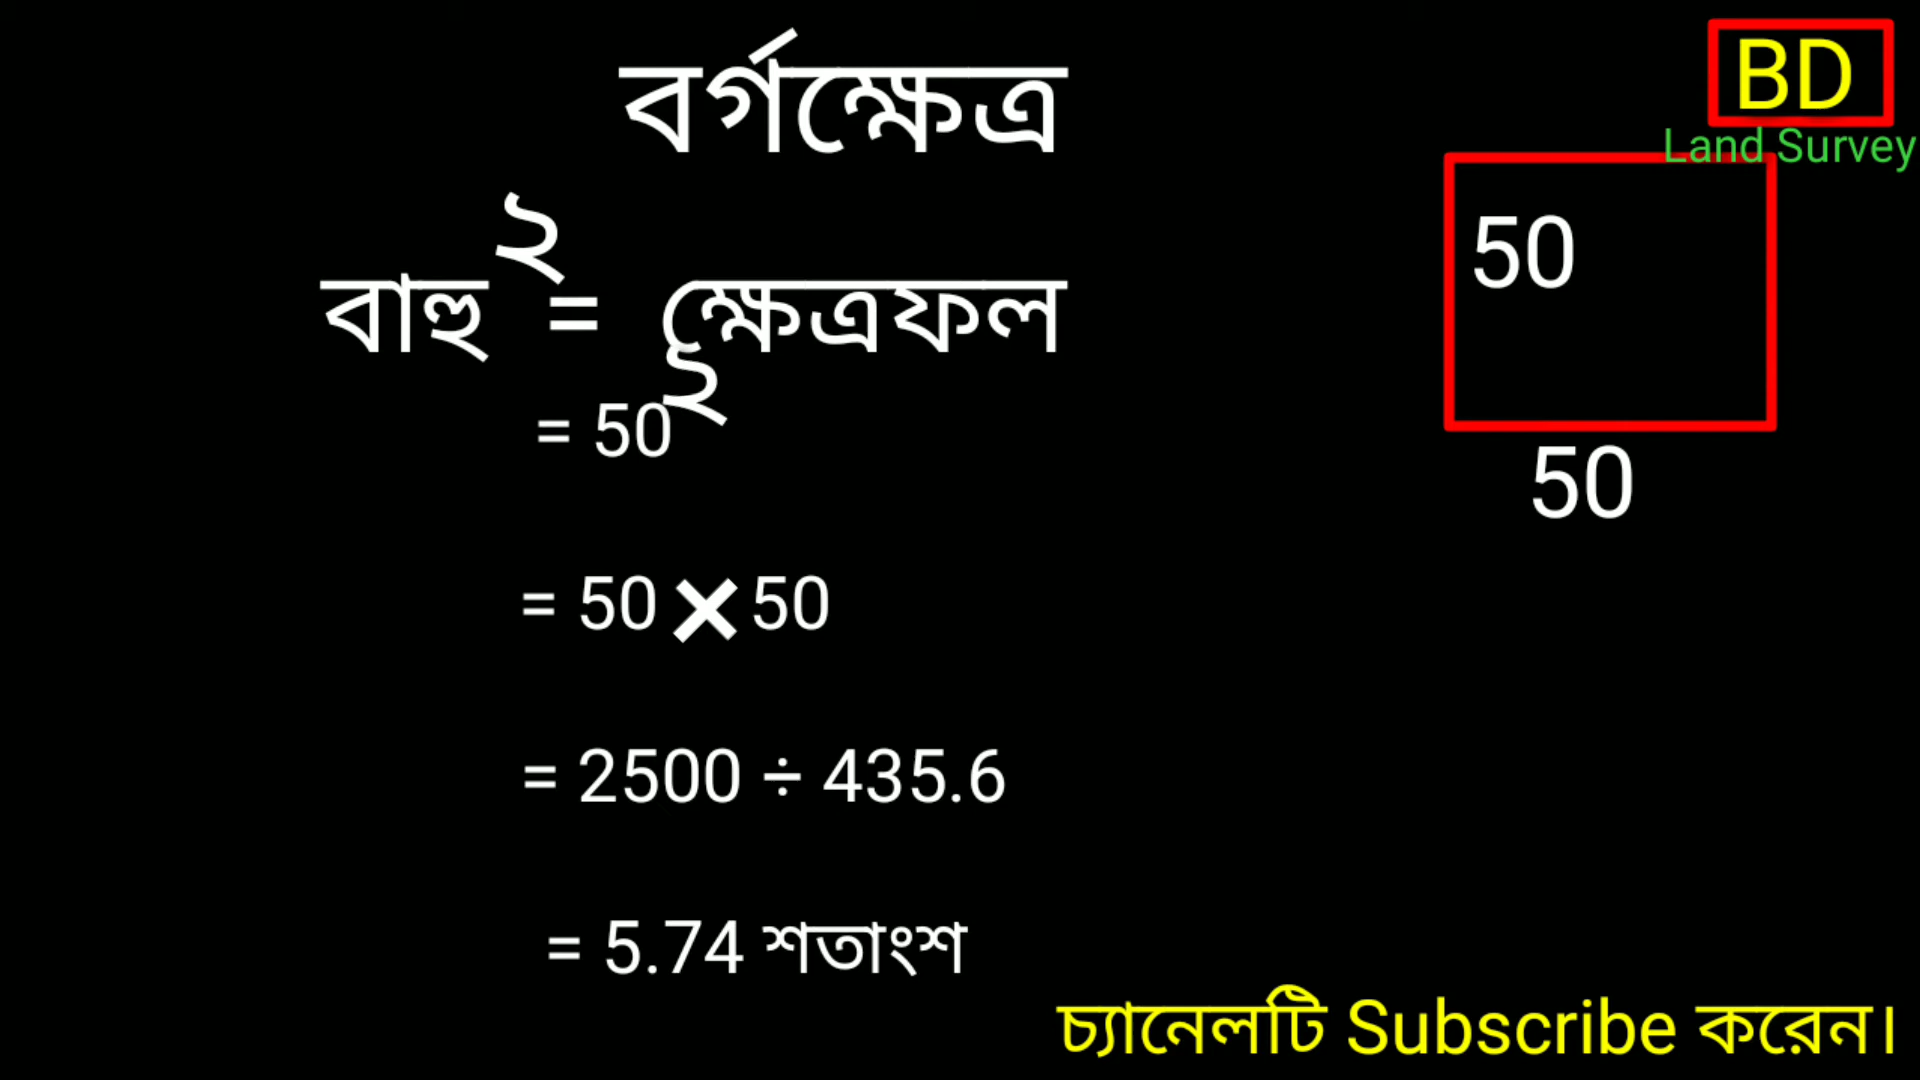 বর্গক্ষেত্র
BD
Land Survey
বাহু২ = ক্ষেত্রফল
= 50২
= 50 × 50
= 2500 ÷ 435.6
= 5.74 শতাংশ
50
50
চ্যানেলটি Subscribe করেন।